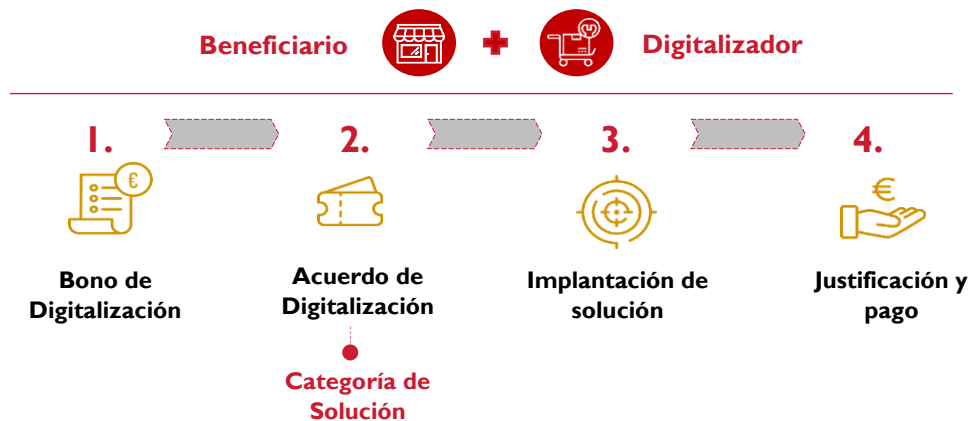 Beneficiario
Digitalizador
1.
2.
3.
4.
€
€
Bono de
Digitalización
Acuerdo de
Digitalización
Implantación de
solución
Justificación y
pago
Categoría de
Solución